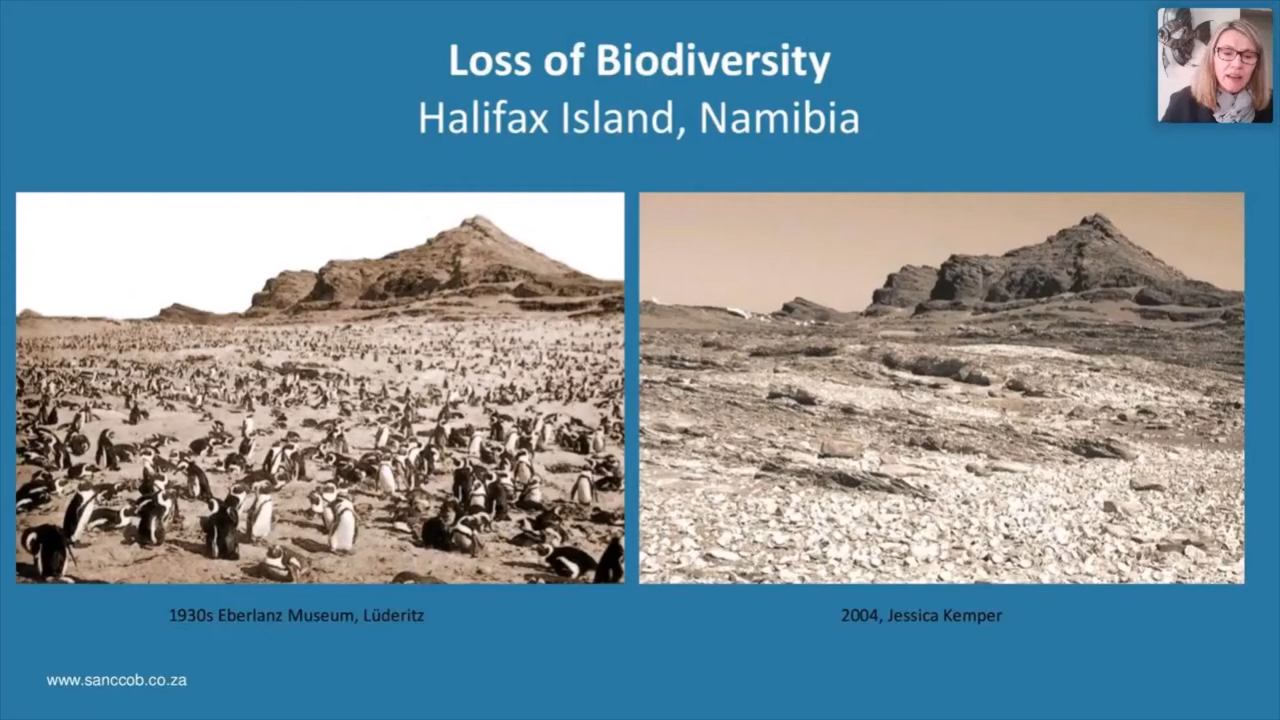 Loss of Biodiversity
Halifax Island, Namibia
1930s Eberlanz Museum, Lüderitz
2004, Jessica Kemper
www.sanccob.co.za